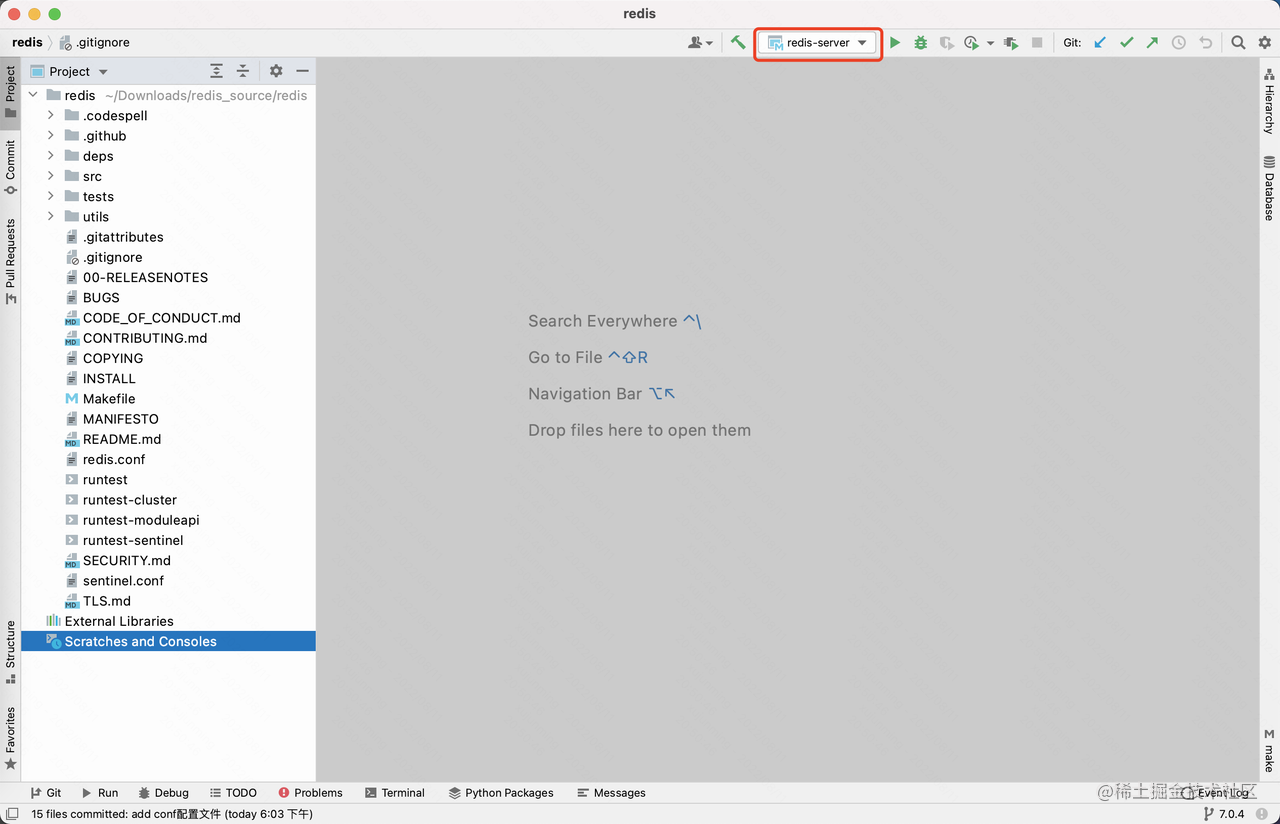 redis
redis
.gitignore
redis-server
Git:
Project
redis ~/Downloads/redis_source/redis
.codespell
.github
deps
src
tests
utils
.gitattributes
.gitignore
00-RELEASENOTES
BUGS
CODE_OF_CONDUCT.md
CONTRIBUTING.md
COPYING
INSTALL
Makefile
MANIFESTO
README.md
redis.conf
runtest
runtest-cluster
runtest-moduleapi
runtest-sentinel
SECURITY.md
sentinel.conf
TLS.md
External Libraries
Scratches and Consoles
Project
Commit
Pull Requests
Structure
Favorites
Search Everywhere ^\
Go to File ^⇧R
Navigation Bar ⌥↖
Drop files here to open them
Hierarchy
Database
make
Git
Run
Debug
TODO
Problems
Terminal
Python Packages
Messages
Event Log
@稀土掘金技术社区
15 files committed: add conf配置文件 (today 6:03 下午)
7.0.4